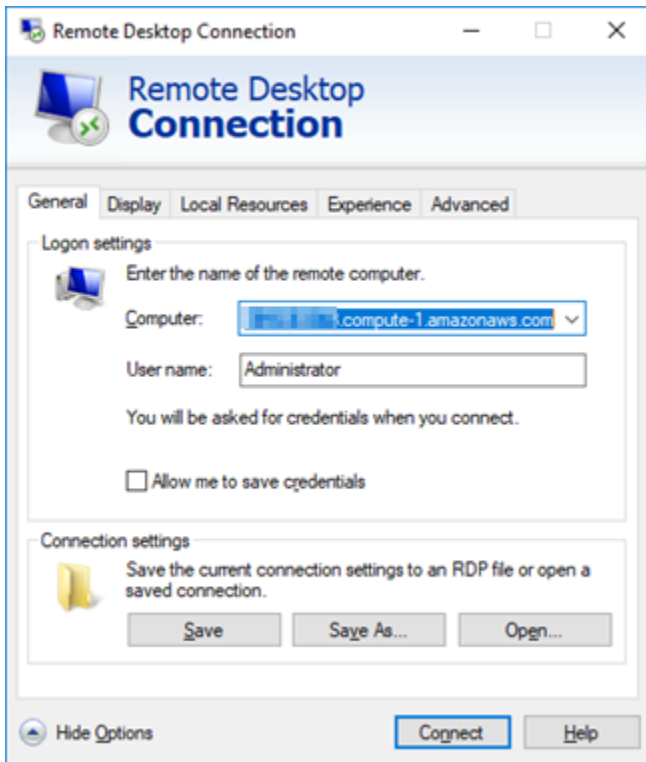 Remote Desktop Connection
Remote Desktop
Connection
General Display Local Resources Experience Advanced
Logon settings
Enter the name of the remote computer.
Computer: .compute-1.amazonaws.com
User name: Administrator
You will be asked for credentials when you connect.
Allow me to save credentials
Connection settings
Save the current connection settings to an RDP file or open a
saved connection.
Save Save As... Open...
Hide Options Connect Help